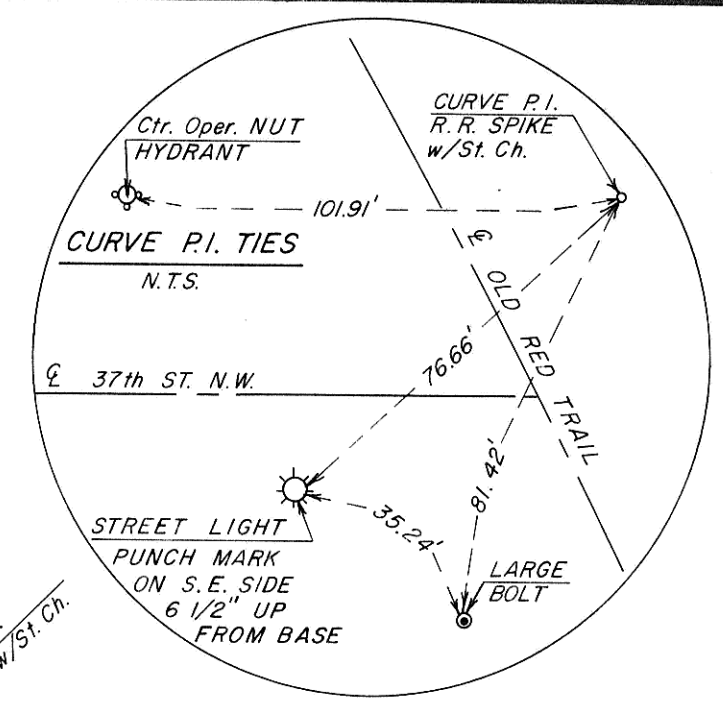 Ctr. Oper. NUT
HYDRANT
CURVE P.I.
R.R. SPIKE
w/St. Ch.
101.91'
CURVE P.I. TIES
N.T.S.
℄ OLD RED TRAIL
76.66'
℄ 37th ST. N.W.
81.42'
35.24'
STREET LIGHT
PUNCH MARK
ON S.E. SIDE
6 1/2" UP
FROM BASE
LARGE
BOLT
w/St. Ch.